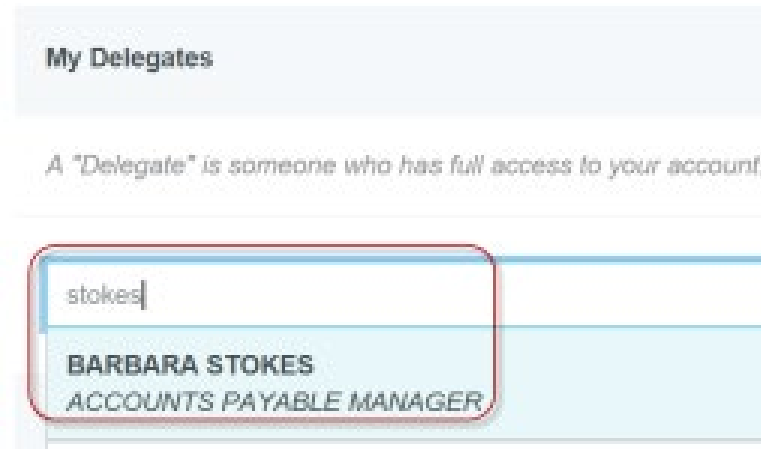 My Delegates
A "Delegate" is someone who has full access to your account.
stokes
BARBARA STOKES
ACCOUNTS PAYABLE MANAGER